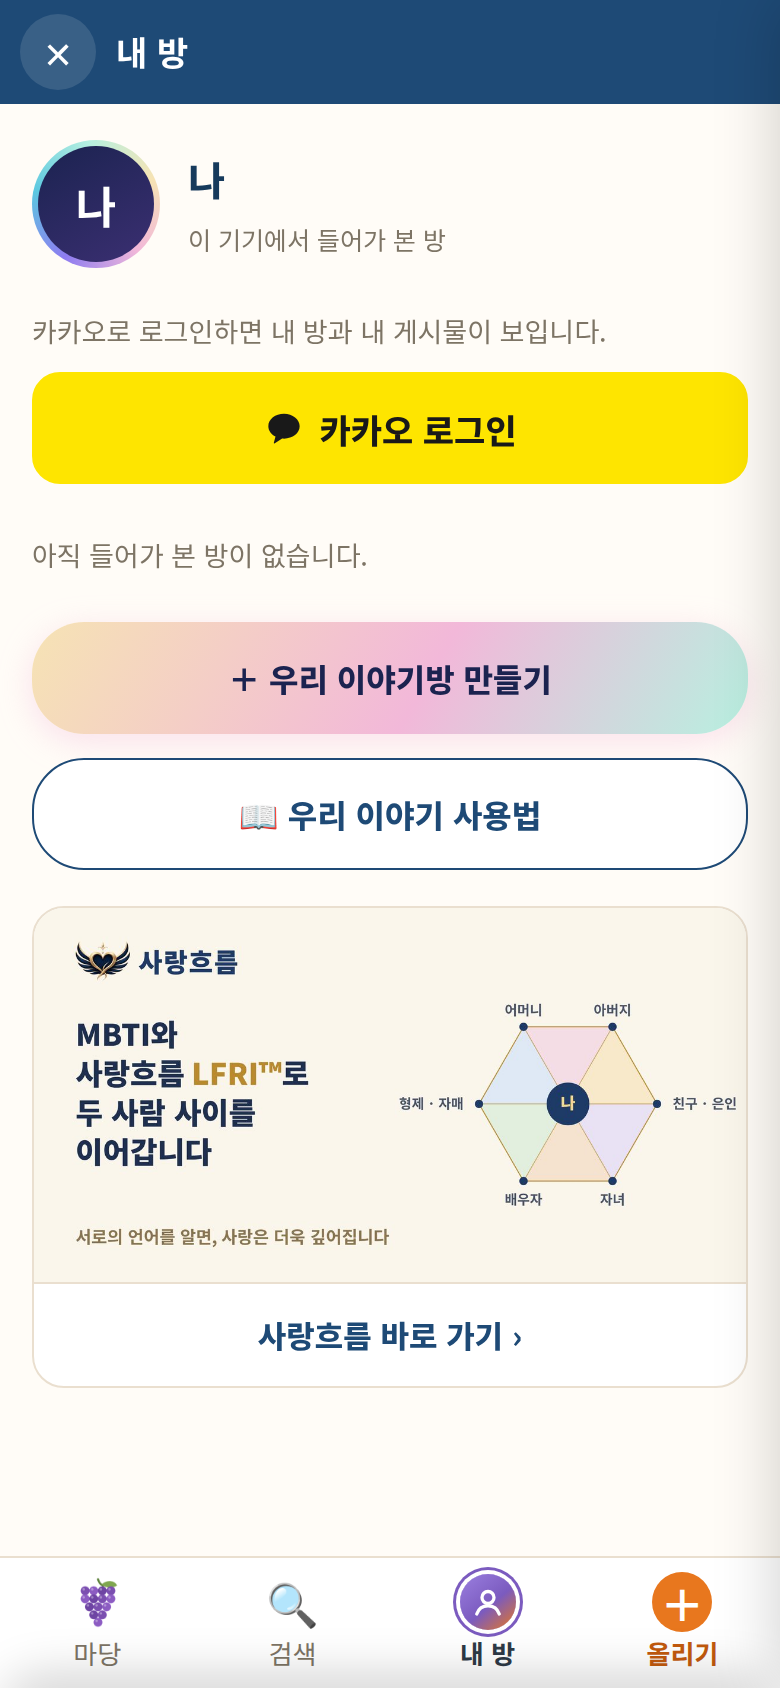 내 방
나
나
이 기기에서 들어가 본 방
카카오로 로그인하면 내 방과 내 게시물이 보입니다.
카카오 로그인
아직 들어가 본 방이 없습니다.
+ 우리 이야기방 만들기
📖 우리 이야기 사용법
사랑흐름
MBTI와
사랑흐름 LFRI™로
두 사람 사이를
이어갑니다
어머니
아버지
형제 · 자매
나
친구 · 은인
배우자
자녀
서로의 언어를 알면, 사랑은 더욱 깊어집니다
사랑흐름 바로 가기 ›
마당
검색
내 방
올리기